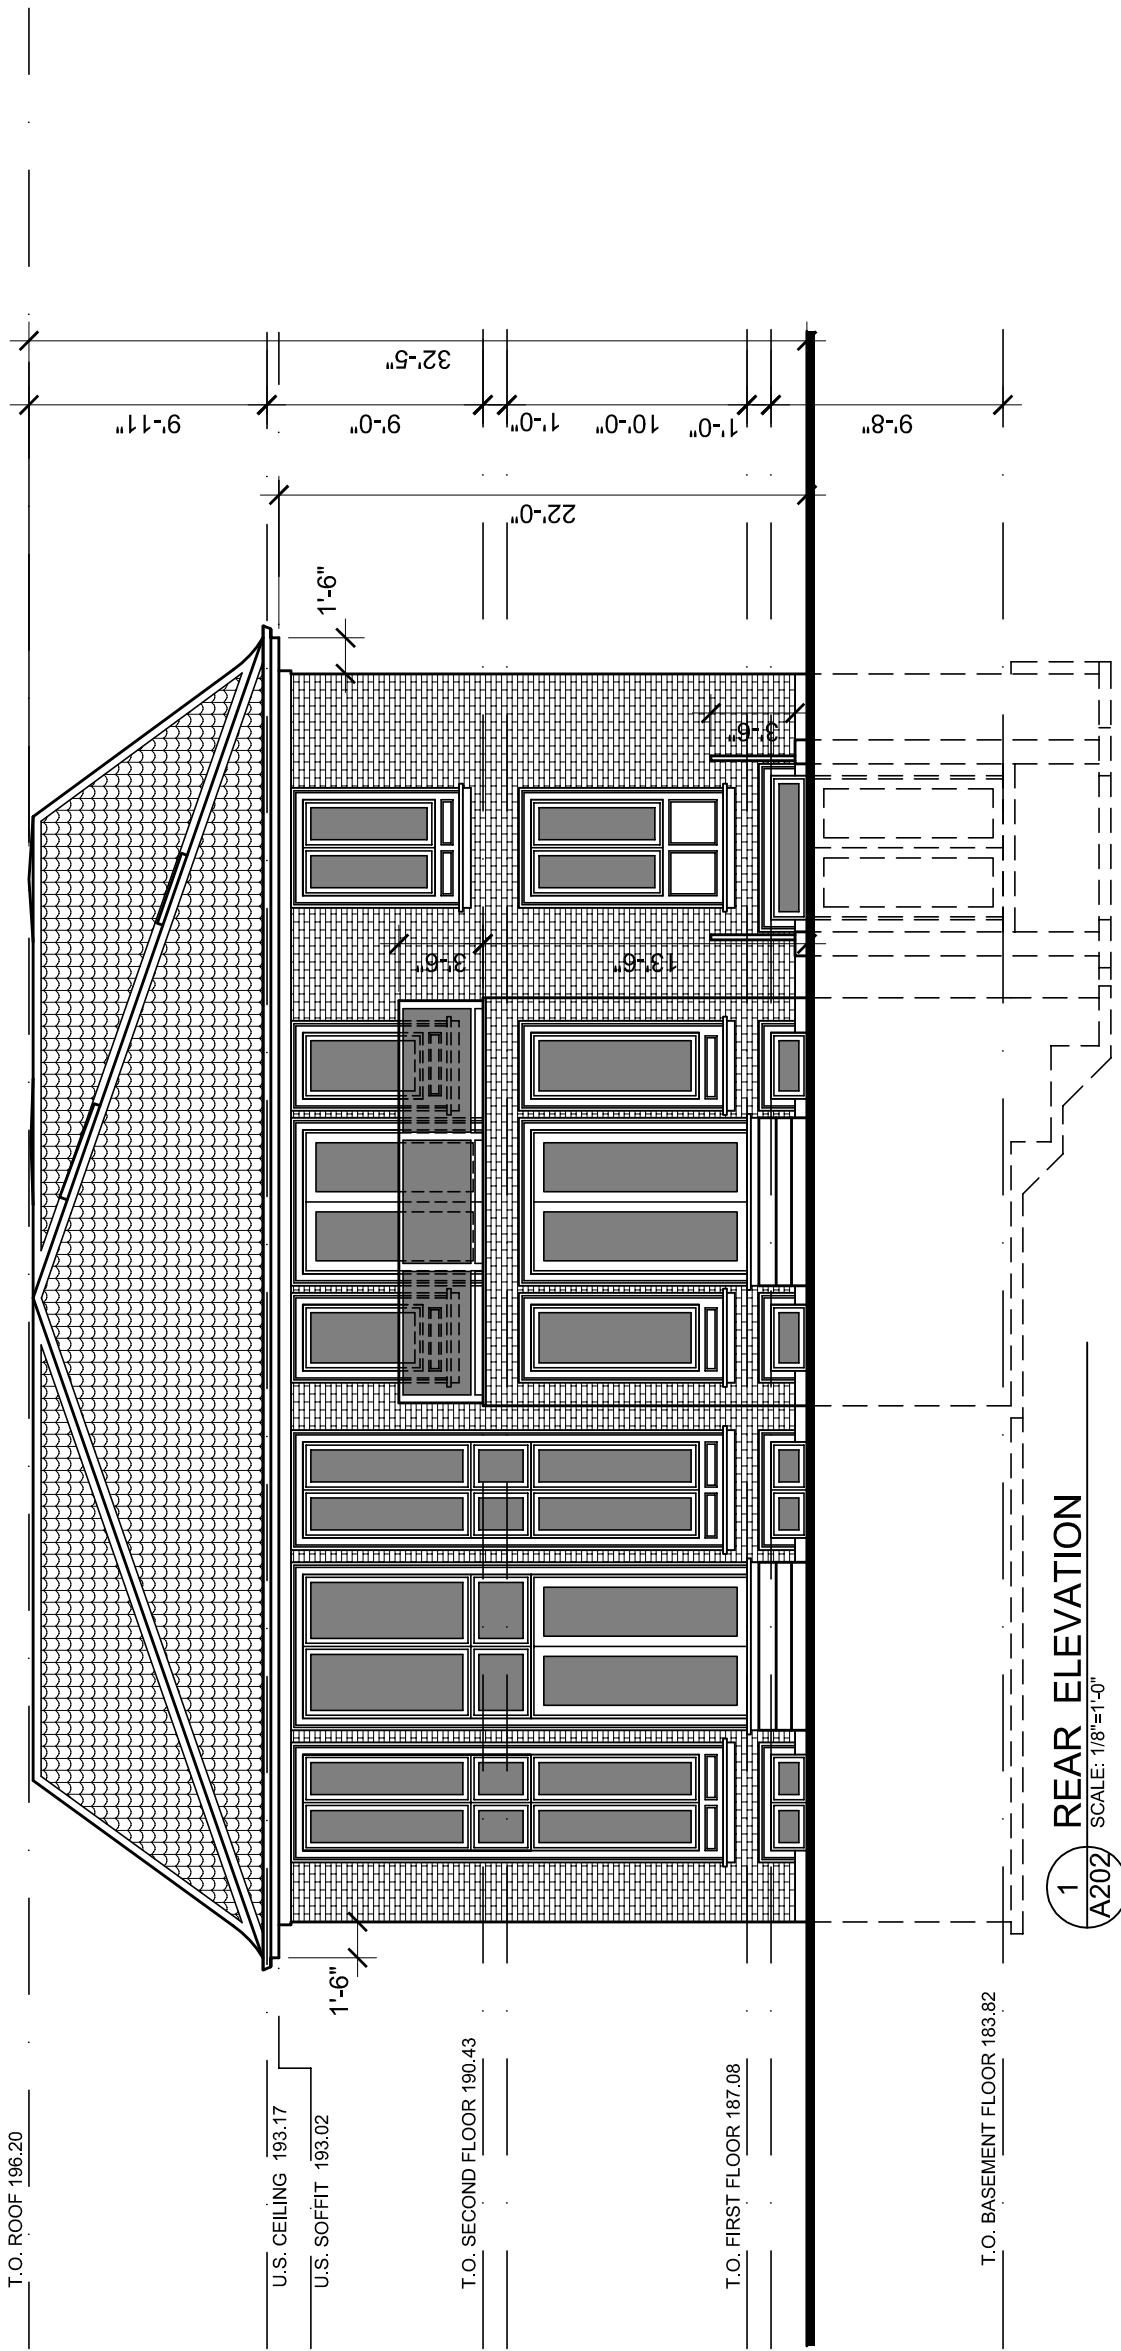 T.O. ROOF 196.20
U.S. CEILING 193.17
U.S. SOFFIT 193.02
T.O. SECOND FLOOR 190.43
T.O. FIRST FLOOR 187.08
T.O. BASEMENT FLOOR 183.82
1'-6"
1'-9"
3'-6"
13'-6"
3'-6"
22'-0"
9'-11"
9'-0"
1'-0"
10'-0"
1'-0"
9'-8"
32'-5"
1
A202
REAR ELEVATION
SCALE: 1/8"=1'-0"